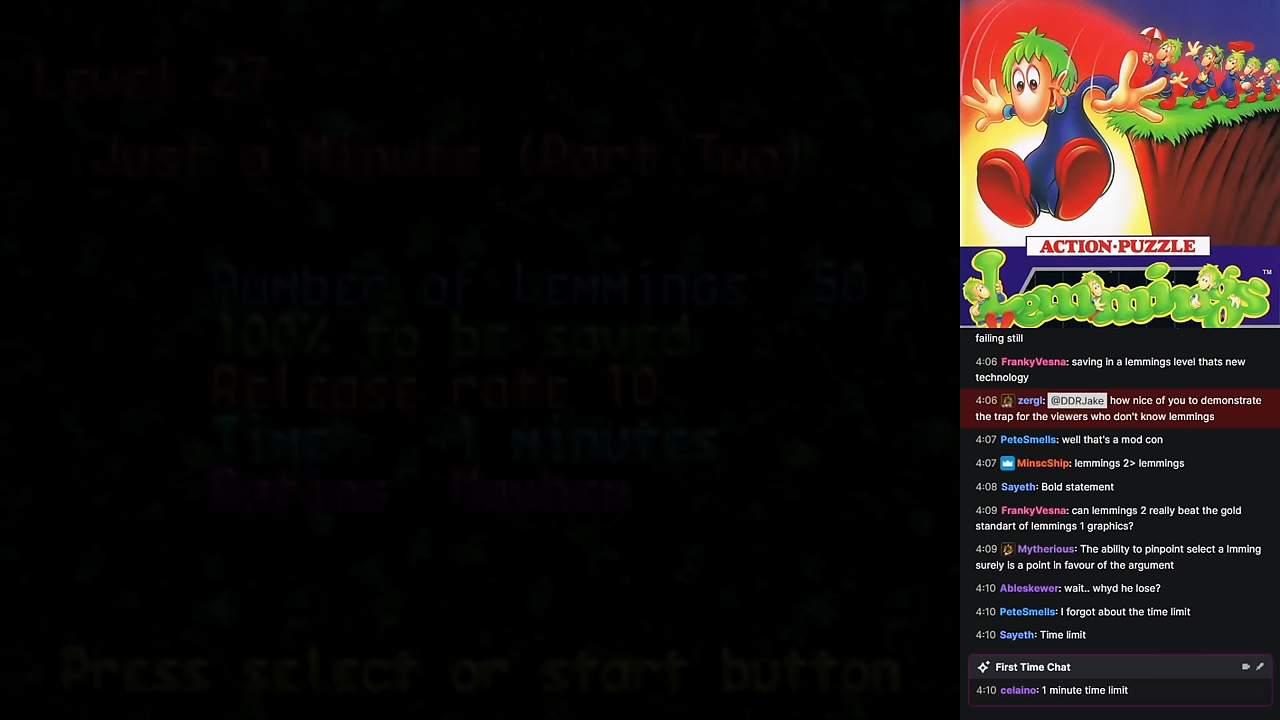 Level 27
Just a Minute (Part Two)
Number of Lemmings 50
100% to be saved
Release rate 10
Time 1 minutes
Rating Mayhem
Press select or start button
ACTION·PUZZLE
Lemmings™
failing still
4:06 FrankyVesna: saving in a lemmings level thats new
technology
4:06 zergl: @DDRJake how nice of you to demonstrate
the trap for the viewers who don't know lemmings
4:07 PeteSmells: well that's a mod con
4:07 MinscShip: lemmings 2> lemmings
4:08 Sayeth: Bold statement
4:09 FrankyVesna: can lemmings 2 really beat the gold
standart of lemmings 1 graphics?
4:09 Mytherious: The ability to pinpoint select a lmming
surely is a point in favour of the argument
4:10 Ableskewer: wait.. whyd he lose?
4:10 PeteSmells: I forgot about the time limit
4:10 Sayeth: Time limit
First Time Chat
4:10 celaino: 1 minute time limit